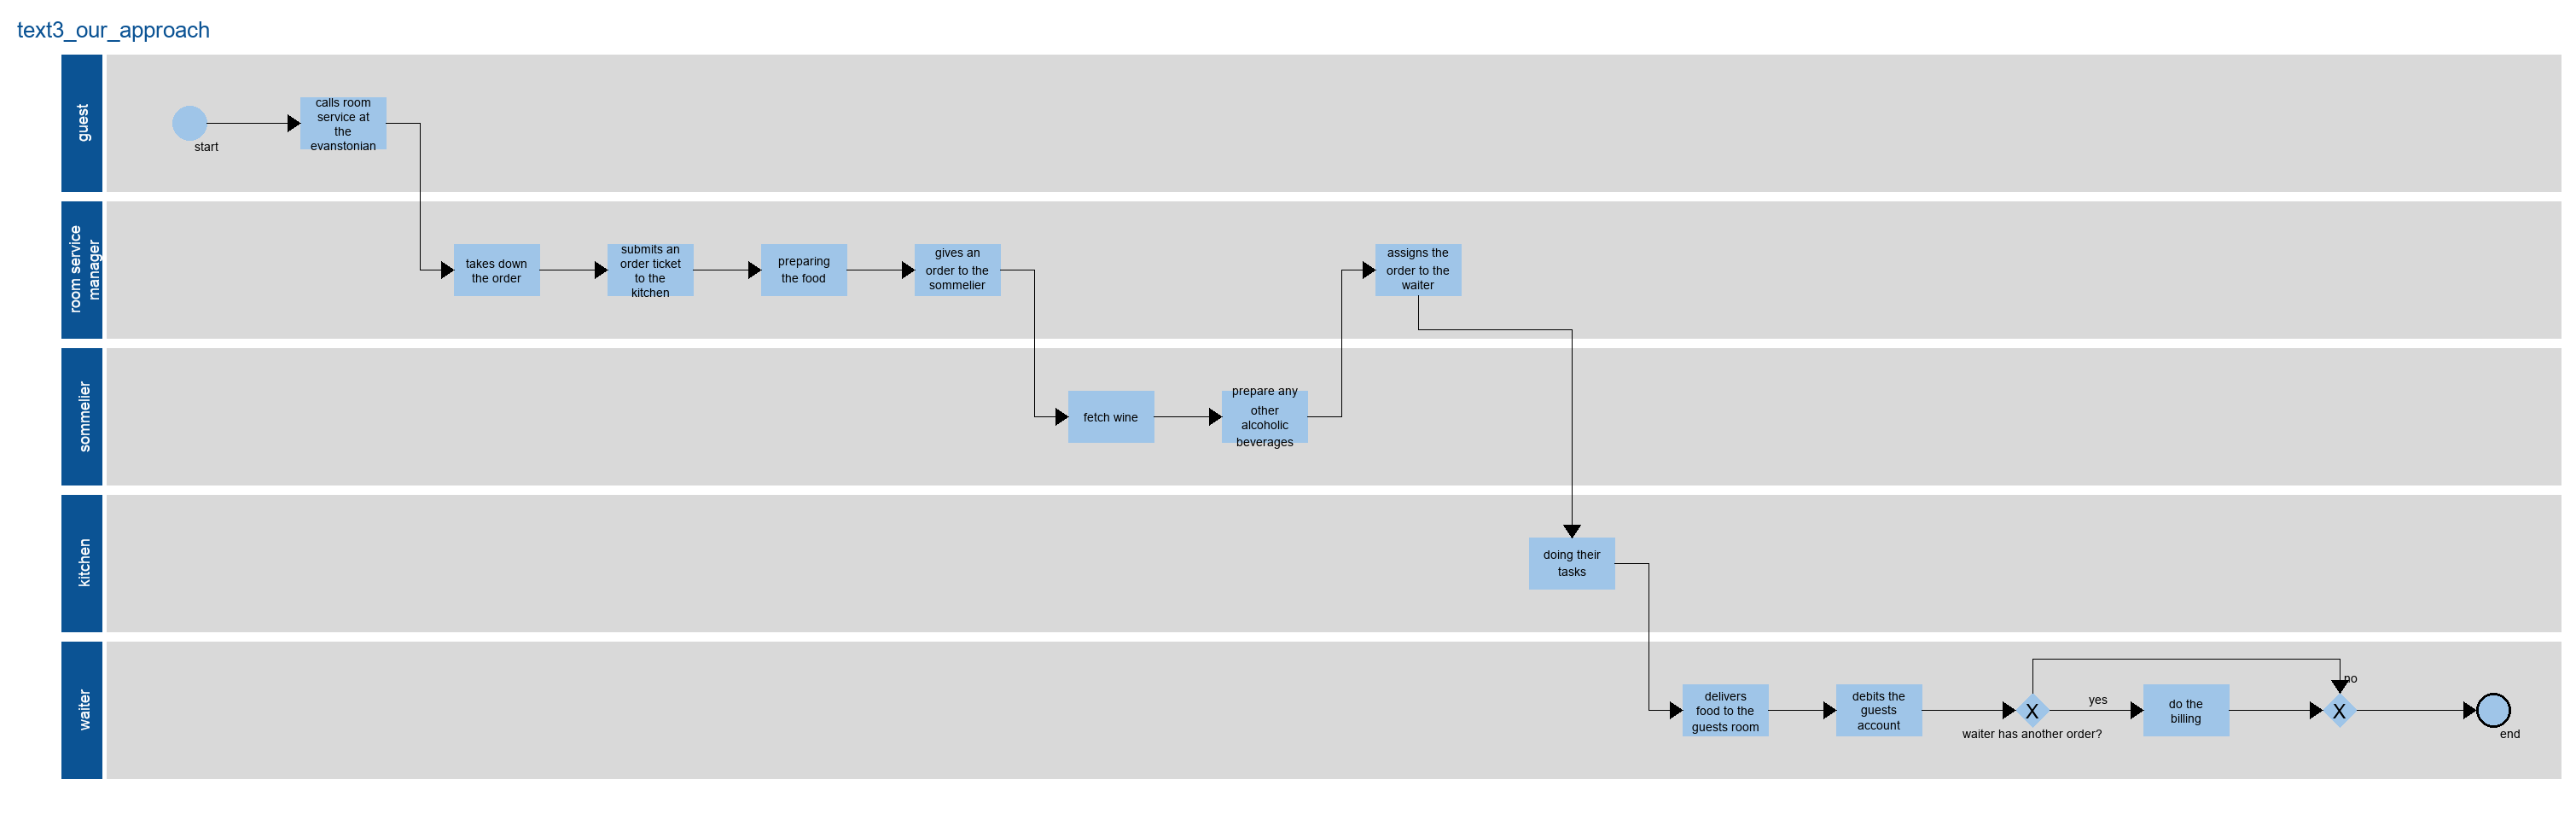 text3_our_approach
guest
start
calls room
service at
the
evanstonian
room service
manager
takes down
the order
submits an
order ticket
to the
kitchen
preparing
the food
gives an
order to the
sommelier
assigns the
order to the
waiter
sommelier
fetch wine
prepare any
other
alcoholic
beverages
kitchen
doing their
tasks
waiter
delivers
food to the
guests room
debits the
guests
account
X
waiter has another order?
yes
do the
billing
no
X
end